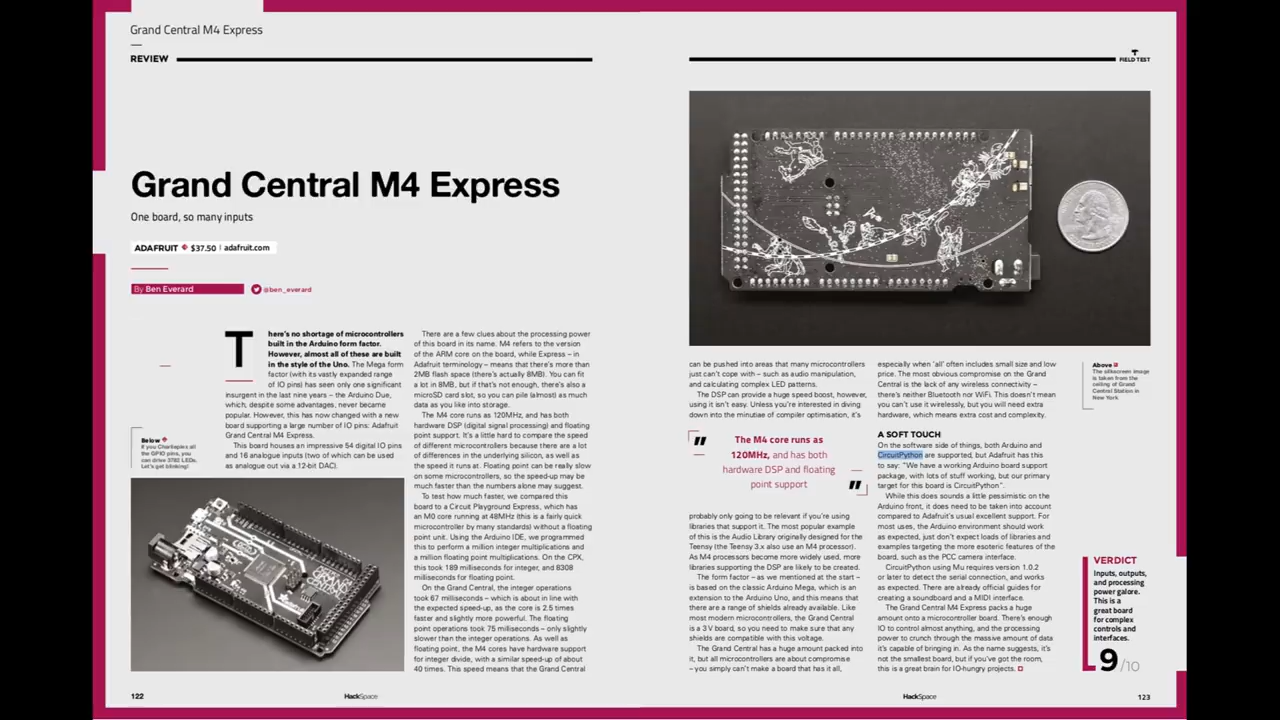 Grand Central M4 Express
REVIEW
FIELD TEST
Grand Central M4 Express
One board, so many inputs
ADAFRUIT $37.50 | adafruit.com
By Ben Everard
@ben_everard
There's no shortage of microcontrollers
built in the Arduino form factor.
However, almost all of these are built
in the style of the Uno. The Mega form
factor (with its vastly expanded range
of IO pins) has seen only one significant
insurgent in the last nine years – the Arduino Due,
which, despite some advantages, never became
popular. However, this has now changed with a new
board supporting a large number of IO pins: Adafruit
Grand Central M4 Express.
This board houses an impressive 54 digital IO pins
and 16 analogue inputs (two of which can be used
as analogue out via a 12-bit DAC).
Below
If you Charlieplex all
the GPIO pins, you
can drive 3782 LEDs.
Let's get blinking!
There are a few clues about the processing power
of this board in its name. M4 refers to the version
of the ARM core on the board, while Express – in
Adafruit terminology – means that there's more than
2MB flash space (there's actually 8MB). You can fit
a lot in 8MB, but if that's not enough, there's also a
microSD card slot, so you can pile (almost) as much
data as you like into storage.
The M4 core runs as 120MHz, and has both
hardware DSP (digital signal processing) and floating
point support. It's a little hard to compare the speed
of different microcontrollers because there are a lot
of differences in the underlying silicon, as well as
the speed it runs at. Floating point can be really slow
on some microcontrollers, so the speed-up may be
much faster than the numbers alone may suggest.
To test how much faster, we compared this
board to a Circuit Playground Express, which has
an M0 core running at 48MHz (this is a fairly quick
microcontroller by many standards) without a floating
point unit. Using the Arduino IDE, we programmed
this to perform a million integer multiplications and
a million floating point multiplications. On the CPX,
this took 189 milliseconds for integer, and 8308
milliseconds for floating point.
On the Grand Central, the integer operations
took 67 milliseconds – which is about in line with
the expected speed-up, as the core is 2.5 times
faster and slightly more powerful. The floating
point operations took 75 milliseconds – only slightly
slower than the integer operations. As well as
floating point, the M4 cores have hardware support
for integer divide, with a similar speed-up of about
40 times. This speed means that the Grand Central
can be pushed into areas that many microcontrollers
just can't cope with – such as audio manipulation,
and calculating complex LED patterns.
The DSP can provide a huge speed boost, however,
using it isn't easy. Unless you're interested in diving
down into the minutiae of compiler optimisation, it's
"The M4 core runs as
120MHz, and has both
hardware DSP and floating
point support"
probably only going to be relevant if you're using
libraries that support it. The most popular example
of this is the Audio Library originally designed for the
Teensy (the Teensy 3.x also use an M4 processor).
As M4 processors become more widely used, more
libraries supporting the DSP are likely to be created.
The form factor – as we mentioned at the start –
is based on the classic Arduino Mega, which is an
extension to the Arduino Uno, and this means that
there are a range of shields already available. Like
most modern microcontrollers, the Grand Central
is a 3 V board, so you need to make sure that any
shields are compatible with this voltage.
The Grand Central has a huge amount packed into
it, but all microcontrollers are about compromise
– you simply can't make a board that has it all,
especially when 'all' often includes small size and low
price. The most obvious compromise on the Grand
Central is the lack of any wireless connectivity –
there's neither Bluetooth nor WiFi. This doesn't mean
you can't use it wirelessly, but you will need extra
hardware, which means extra cost and complexity.
A SOFT TOUCH
On the software side of things, both Arduino and
CircuitPython are supported, but Adafruit has this
to say: "We have a working Arduino board support
package, with lots of stuff working, but our primary
target for this board is CircuitPython".
While this does sounds a little pessimistic on the
Arduino front, it does need to be taken into account
compared to Adafruit's usual excellent support. For
most uses, the Arduino environment should work
as expected, just don't expect loads of libraries and
examples targeting the more esoteric features of the
board, such as the PCC camera interface.
CircuitPython using Mu requires version 1.0.2
or later to detect the serial connection, and works
as expected. There are already official guides for
creating a soundboard and a MIDI interface.
The Grand Central M4 Express packs a huge
amount onto a microcontroller board. There's enough
IO to control almost anything, and the processing
power to crunch through the massive amount of data
it's capable of bringing in. As the name suggests, it's
not the smallest board, but if you've got the room,
this is a great brain for IO-hungry projects.
Above
The silkscreen image
is taken from the
ceiling of Grand
Central Station in
New York
VERDICT
Inputs, outputs,
and processing
power galore.
This is a
great board
for complex
controls and
interfaces.
9/10
122
HackSpace
HackSpace
123